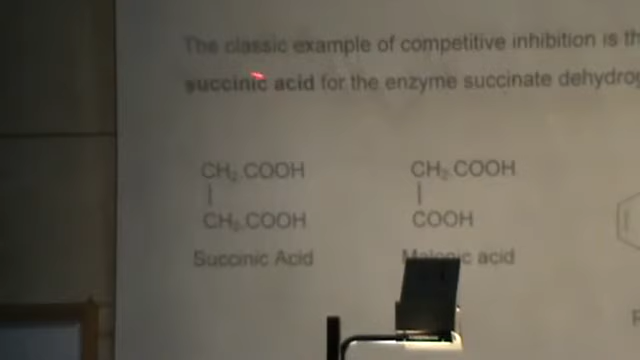 The classic example of competitive inhibition is th
succinic acid for the enzyme succinate dehydrog
CH₂.COOH CH₂.COOH
CH₂.COOH COOH
Succinic Acid Malonic acid